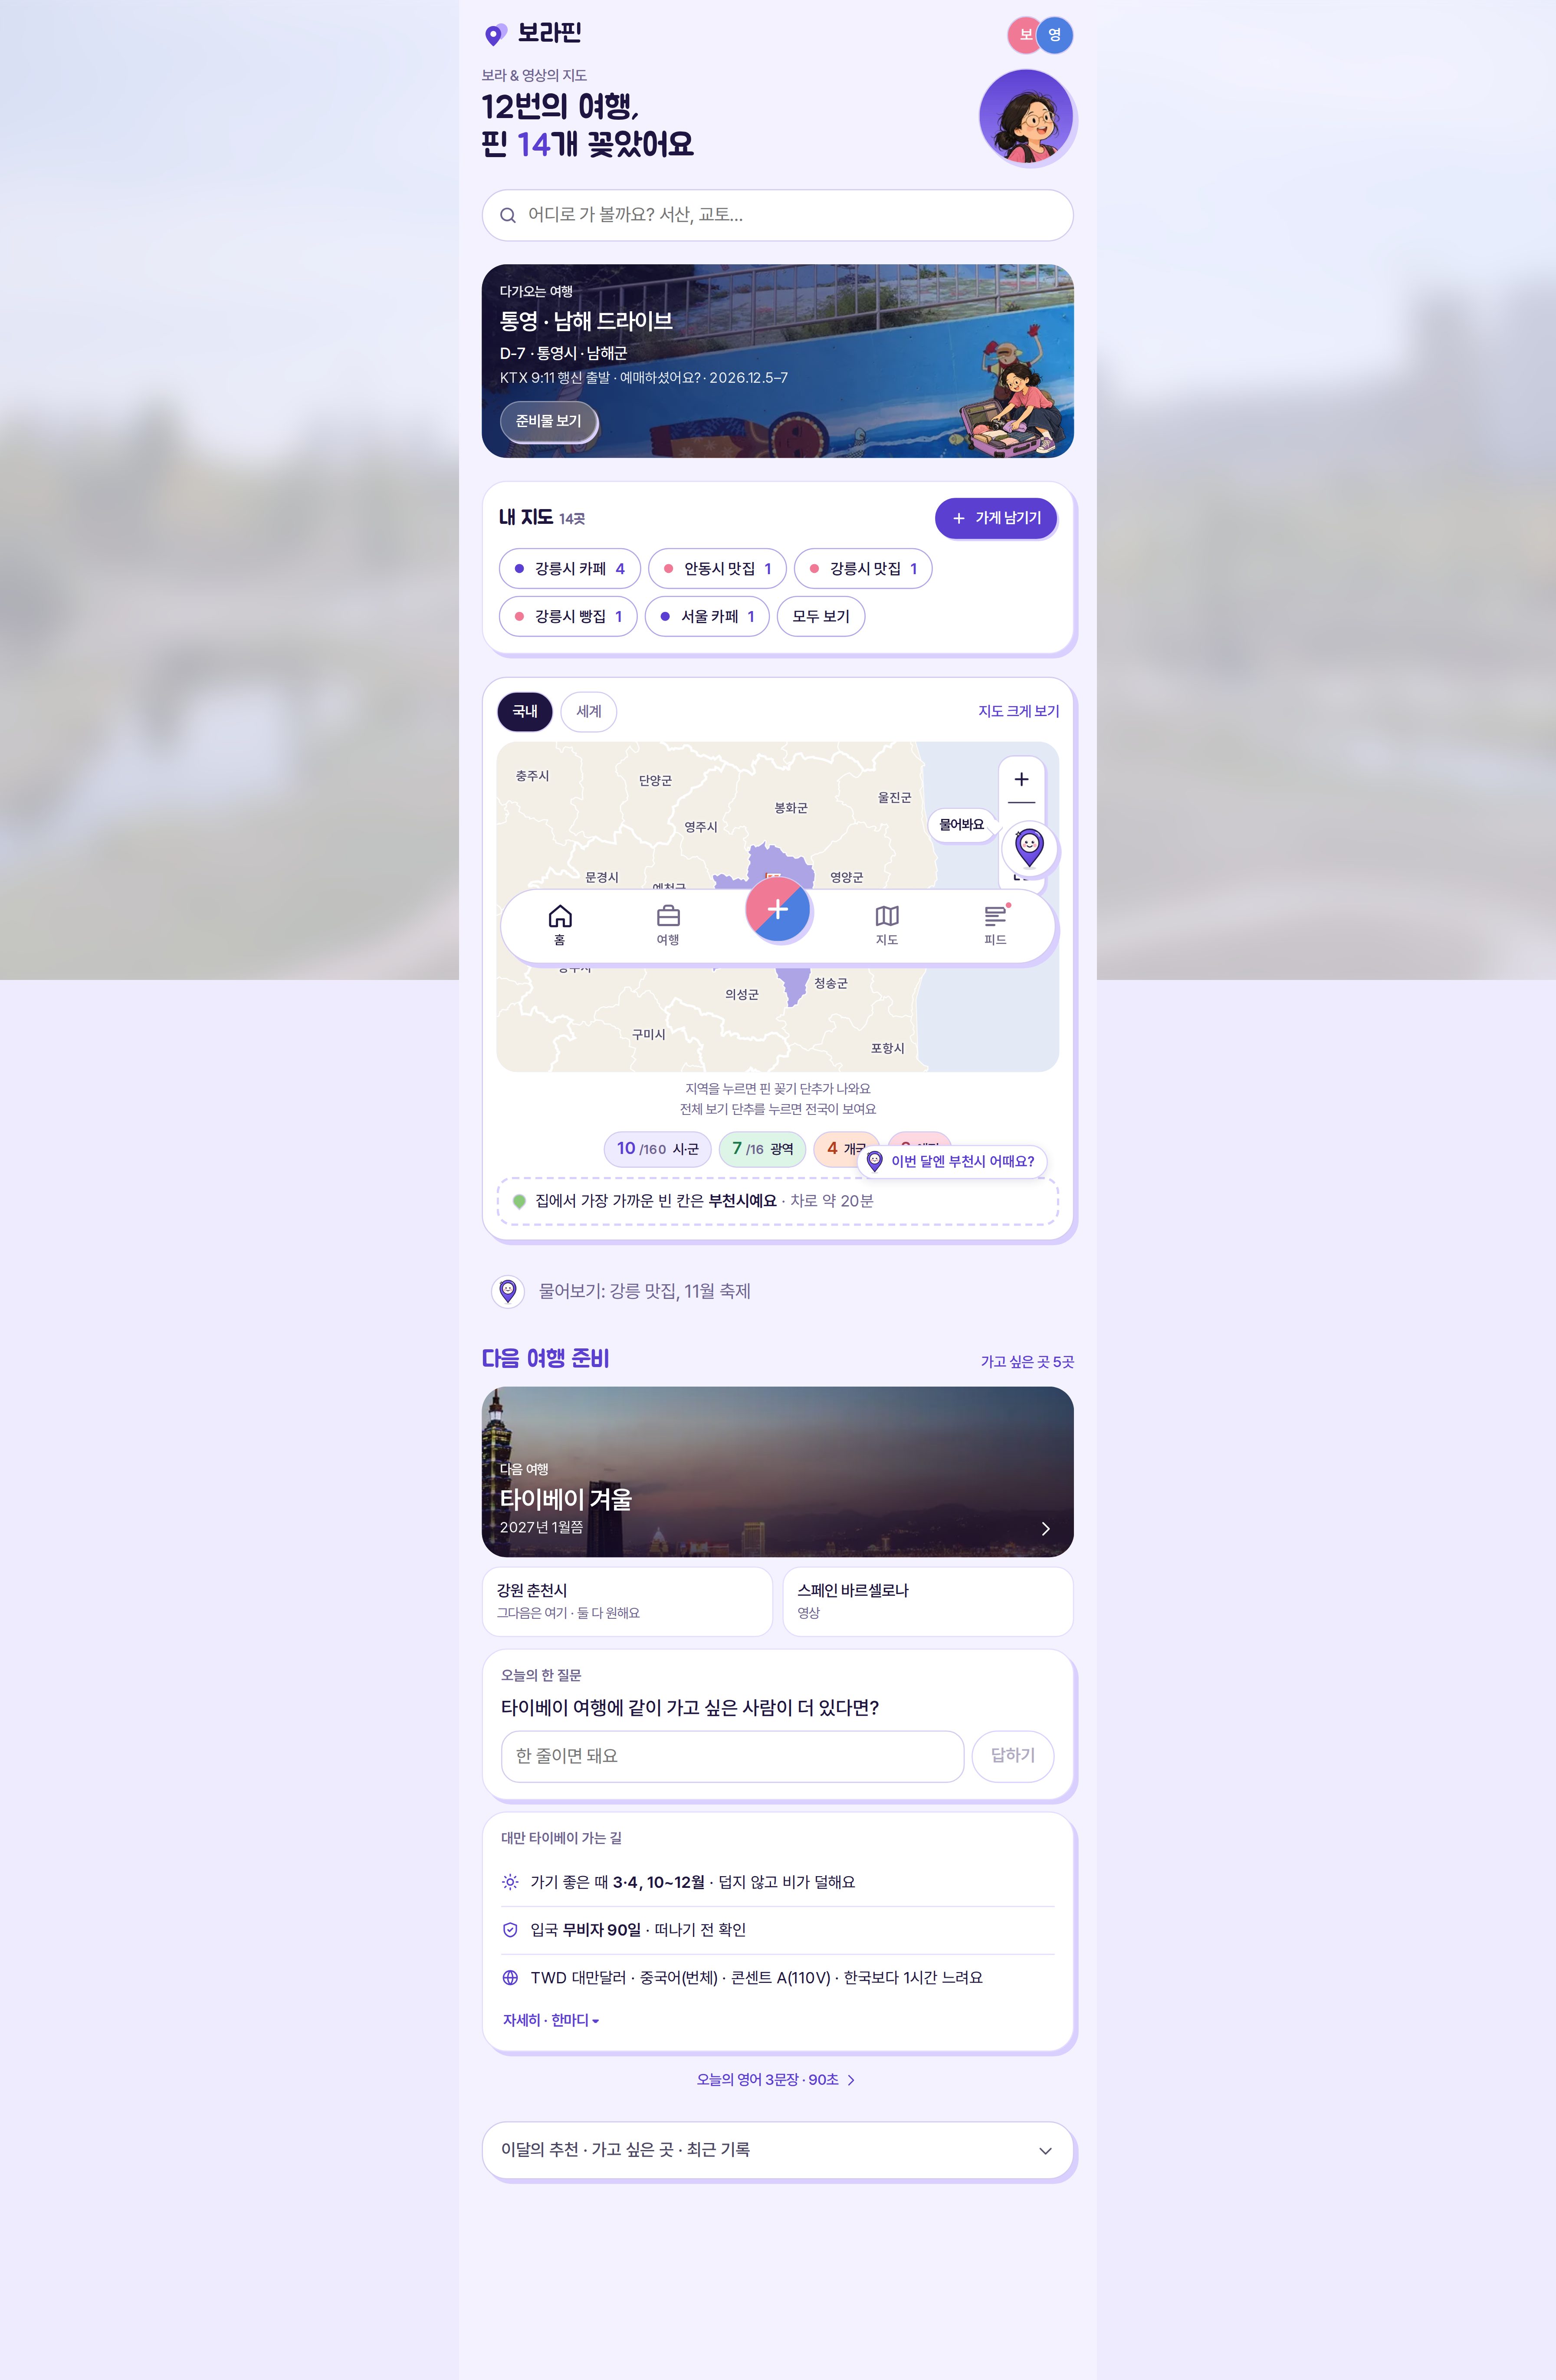 보라핀
보 영
보라 & 영상의 지도
12번의 여행,
핀 14개 꽂았어요
어디로 가 볼까요? 서산, 교토...
다가오는 여행
통영 · 남해 드라이브
D-7 · 통영시 · 남해군
KTX 9:11 행신 출발 · 예매하셨어요? · 2026.12.5–7
준비물 보기
내 지도 14곳
가게 남기기
강릉시 카페 4
안동시 맛집 1
강릉시 맛집 1
강릉시 빵집 1
서울 카페 1
모두 보기
국내
세계
지도 크게 보기
충주시
단양군
봉화군
울진군
영주시
물어봐요
문경시
영양군
홈
여행
지도
피드
의성군
청송군
구미시
포항시
지역을 누르면 핀 꽂기 단추가 나와요
전체 보기 단추를 누르면 전국이 보여요
10 /160 시·군
7 /16 광역
4 개국
이번 달엔 부천시 어때요?
집에서 가장 가까운 빈 칸은 부천시예요 · 차로 약 20분
물어보기: 강릉 맛집, 11월 축제
다음 여행 준비
가고 싶은 곳 5곳
다음 여행
타이베이 겨울
2027년 1월쯤
강원 춘천시
그다음은 여기 · 둘 다 원해요
스페인 바르셀로나
영상
오늘의 한 질문
타이베이 여행에 같이 가고 싶은 사람이 더 있다면?
한 줄이면 돼요
답하기
대만 타이베이 가는 길
가기 좋은 때 3·4, 10~12월 · 덥지 않고 비가 덜해요
입국 무비자 90일 · 떠나기 전 확인
TWD 대만달러 · 중국어(번체) · 콘센트 A(110V) · 한국보다 1시간 느려요
자세히 · 한마디
오늘의 영어 3문장 · 90초
이달의 추천 · 가고 싶은 곳 · 최근 기록